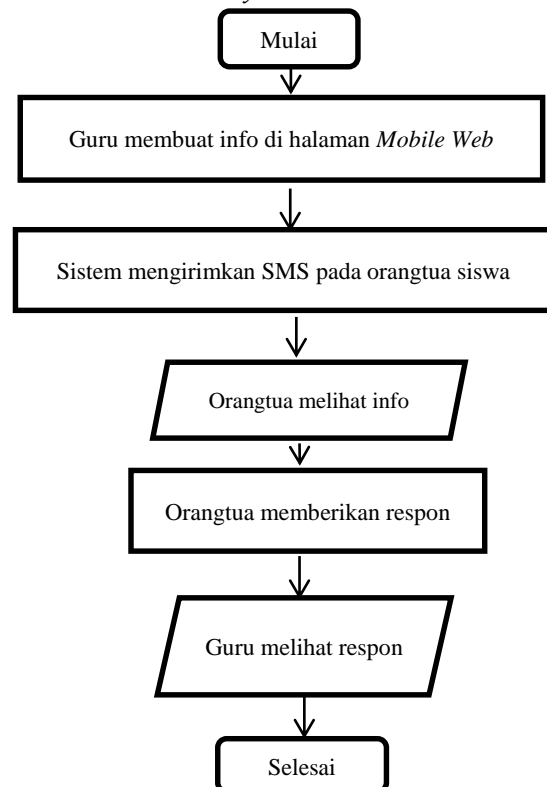 Mulai
Guru membuat info di halaman Mobile Web
Sistem mengirimkan SMS pada orangtua siswa
Orangtua melihat info
Orangtua memberikan respon
Guru melihat respon
Selesai